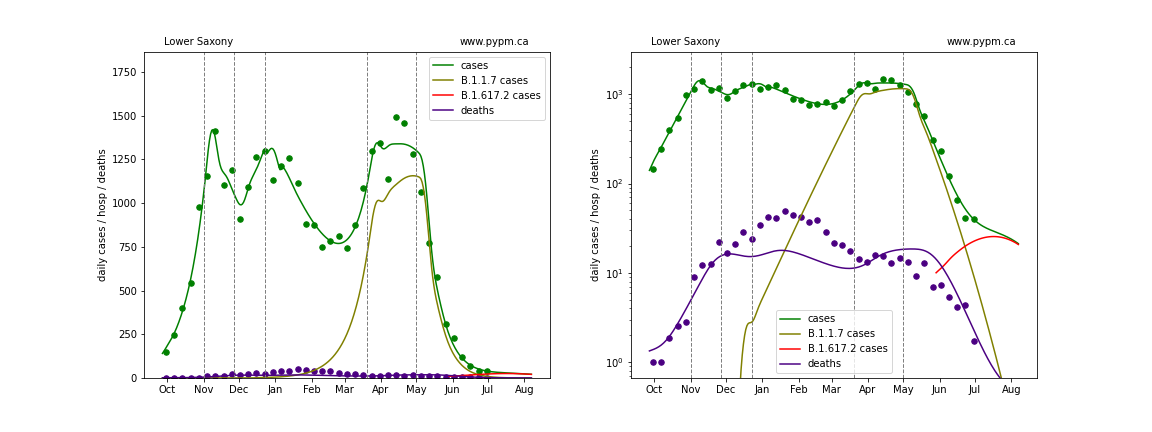 Lower Saxony www.pypm.ca
1750
1500
1250
1000
750
500
250
0
daily cases / hosp / deaths
cases
B.1.1.7 cases
B.1.617.2 cases
deaths
Oct Nov Dec Jan Feb Mar Apr May Jun Jul Aug
Lower Saxony www.pypm.ca
10³
10²
10¹
10⁰
daily cases / hosp / deaths
cases
B.1.1.7 cases
B.1.617.2 cases
deaths
Oct Nov Dec Jan Feb Mar Apr May Jun Jul Aug